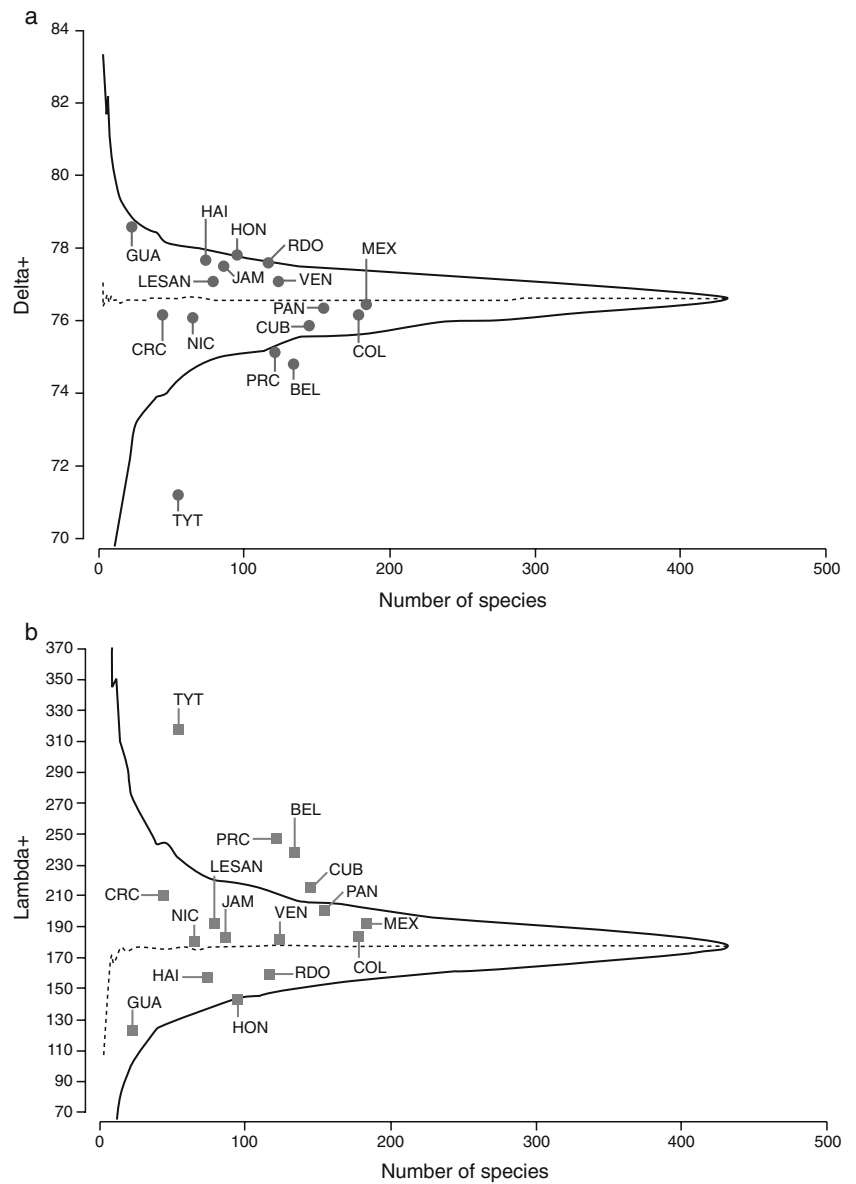 a
84
82
80
78
76
74
72
70
Delta+
HAI
HON
RDO
MEX
GUA
LESAN
JAM
VEN
PAN
CUB
CRC
NIC
COL
PRC
BEL
TYT
0 100 200 300 400 500
Number of species
b
370
350
330
310
290
270
250
230
210
190
170
150
130
110
90
70
Lambda+
TYT
BEL
PRC
LESAN
CUB
CRC
JAM
PAN
NIC
VEN
MEX
COL
HAI
RDO
GUA
HON
0 100 200 300 400 500
Number of species